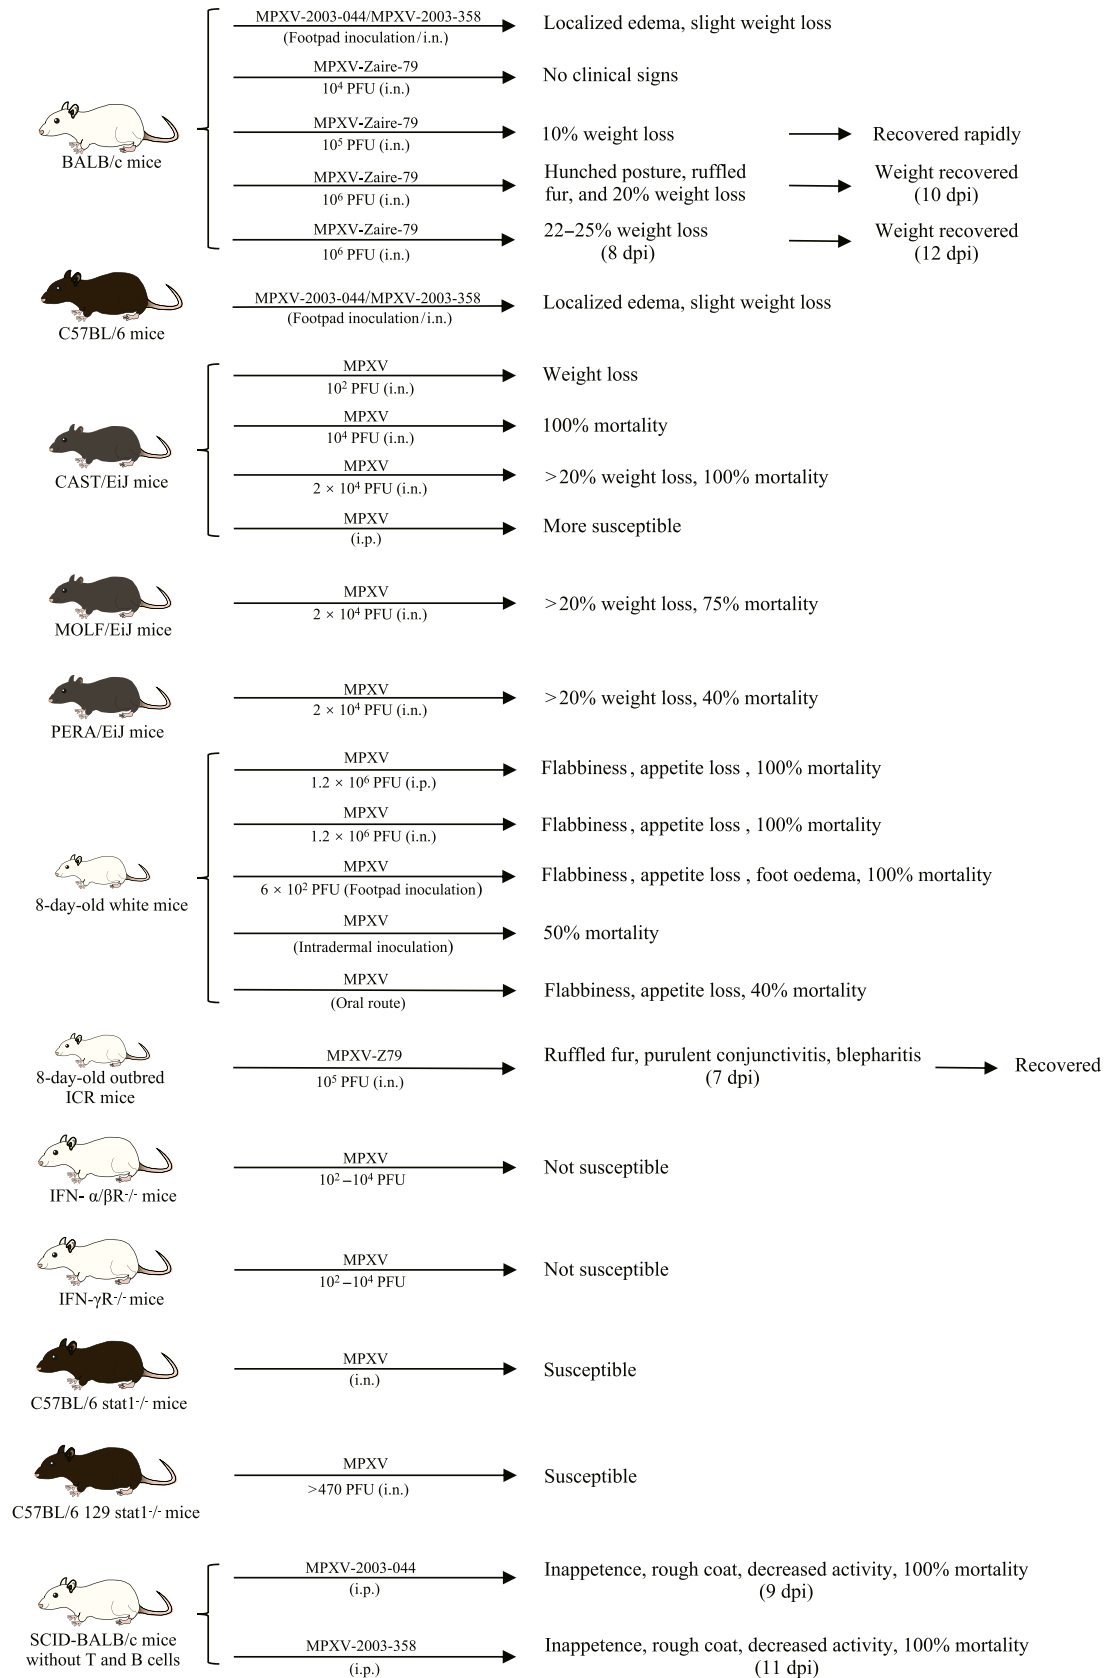 MPXV-2003-044/MPXV-2003-358
(Footpad inoculation/i.n.)
Localized edema, slight weight loss
MPXV-Zaire-79
10⁴ PFU (i.n.)
No clinical signs
MPXV-Zaire-79
10⁵ PFU (i.n.)
10% weight loss
Recovered rapidly
BALB/c mice
MPXV-Zaire-79
10⁶ PFU (i.n.)
Hunched posture, ruffled
fur, and 20% weight loss
Weight recovered
(10 dpi)
MPXV-Zaire-79
10⁶ PFU (i.n.)
22–25% weight loss
(8 dpi)
Weight recovered
(12 dpi)
C57BL/6 mice
MPXV-2003-044/MPXV-2003-358
(Footpad inoculation/i.n.)
Localized edema, slight weight loss
MPXV
10² PFU (i.n.)
Weight loss
MPXV
10⁴ PFU (i.n.)
100% mortality
CAST/EiJ mice
MPXV
2 × 10⁴ PFU (i.n.)
>20% weight loss, 100% mortality
MPXV
(i.p.)
More susceptible
MOLF/EiJ mice
MPXV
2 × 10⁴ PFU (i.n.)
>20% weight loss, 75% mortality
PERA/EiJ mice
MPXV
2 × 10⁴ PFU (i.n.)
>20% weight loss, 40% mortality
MPXV
1.2 × 10⁶ PFU (i.p.)
Flabbiness , appetite loss , 100% mortality
MPXV
1.2 × 10⁶ PFU (i.n.)
Flabbiness , appetite loss , 100% mortality
8-day-old white mice
MPXV
6 × 10² PFU (Footpad inoculation)
Flabbiness, appetite loss , foot oedema, 100% mortality
MPXV
(Intradermal inoculation)
50% mortality
MPXV
(Oral route)
Flabbiness, appetite loss, 40% mortality
8-day-old outbred
ICR mice
MPXV-Z79
10⁵ PFU (i.n.)
Ruffled fur, purulent conjunctivitis, blepharitis
(7 dpi)
Recovered
IFN- α/βR⁻/⁻ mice
MPXV
10² –10⁴ PFU
Not susceptible
IFN-γR⁻/⁻ mice
MPXV
10² –10⁴ PFU
Not susceptible
C57BL/6 stat1⁻/⁻ mice
MPXV
(i.n.)
Susceptible
C57BL/6 129 stat1⁻/⁻ mice
MPXV
>470 PFU (i.n.)
Susceptible
SCID-BALB/c mice
without T and B cells
MPXV-2003-044
(i.p.)
Inappetence, rough coat, decreased activity, 100% mortality
(9 dpi)
MPXV-2003-358
(i.p.)
Inappetence, rough coat, decreased activity, 100% mortality
(11 dpi)